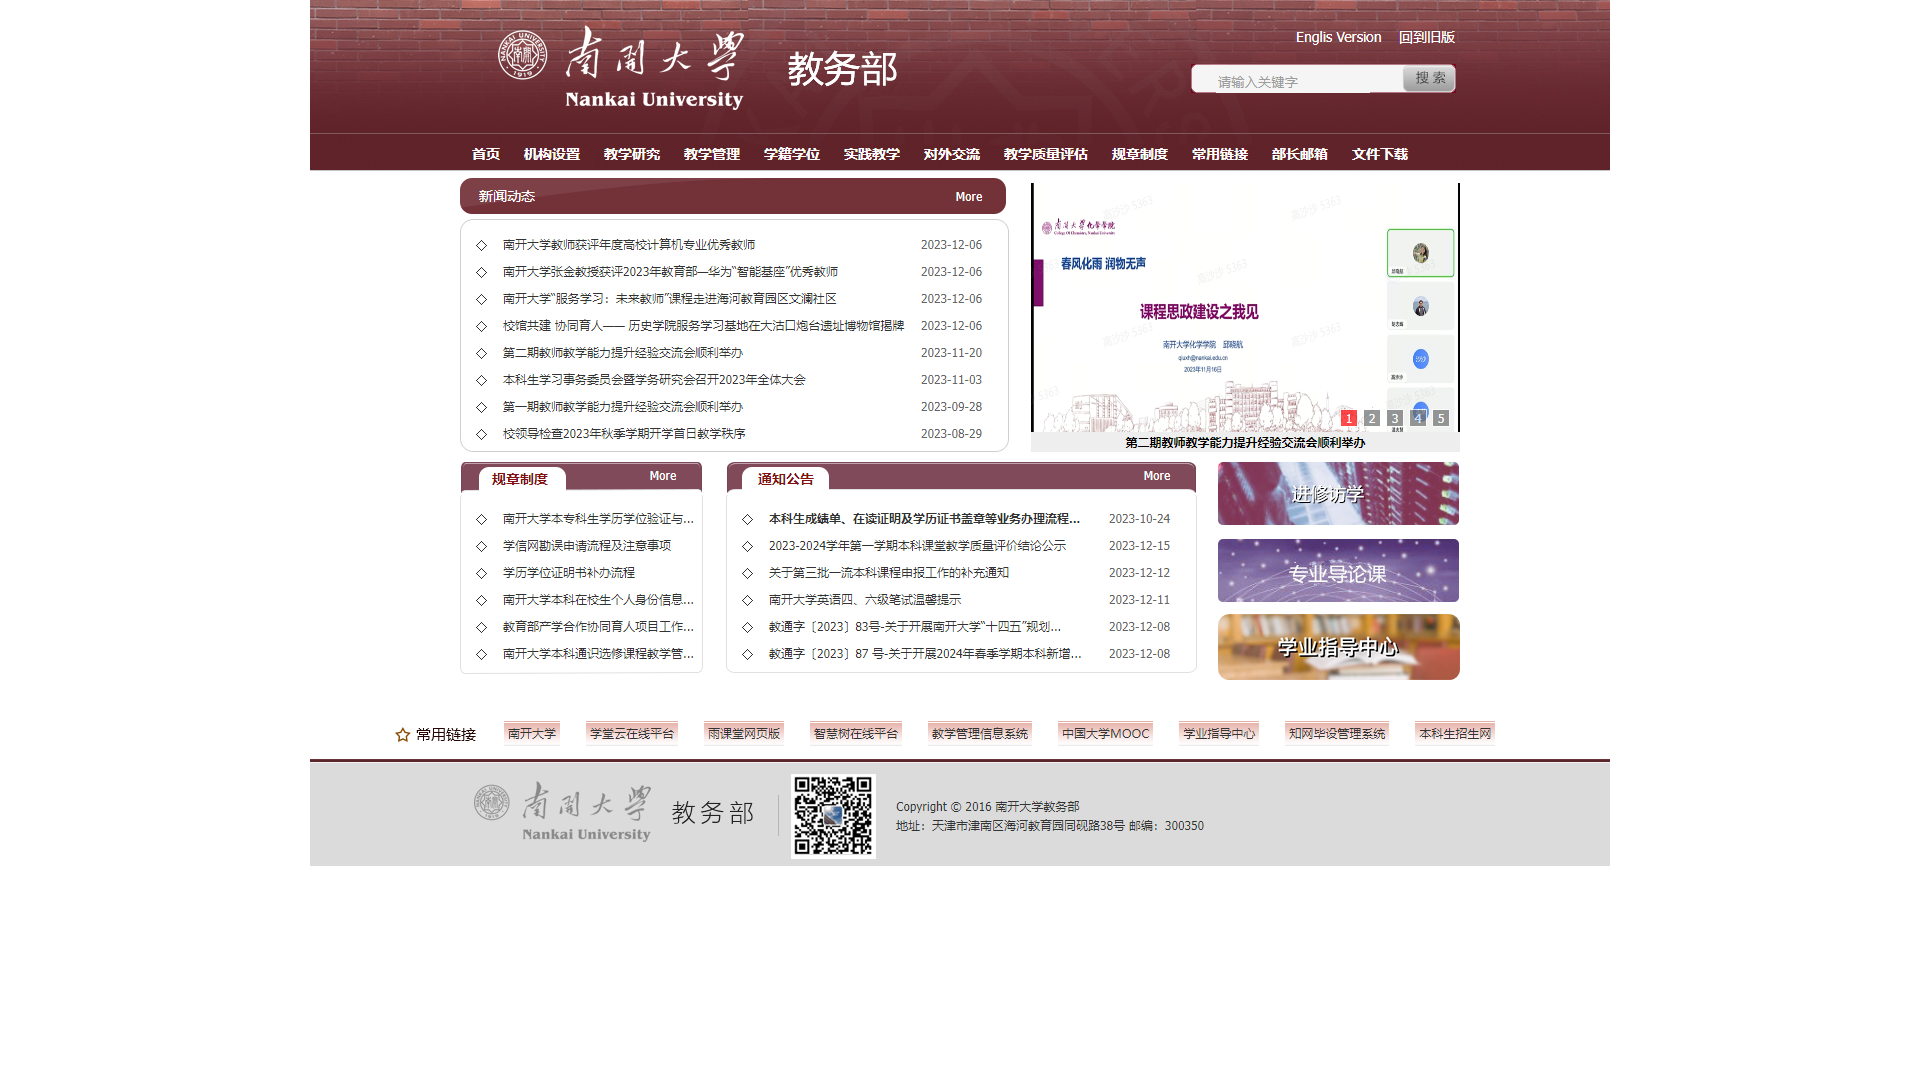 NANKAI UNIVERSITY
1919
南開大學
Nankai University
教务部
Englis Version 回到旧版
请输入关键字 搜 索
首页 机构设置 教学研究 教学管理 学籍学位 实践教学 对外交流 教学质量评估 规章制度 常用链接 部长邮箱 文件下载
新闻动态 More
南开大学教师获评年度高校计算机专业优秀教师 2023-12-06
南开大学张金教授获评2023年教育部—华为“智能基座”优秀教师 2023-12-06
南开大学“服务学习：未来教师”课程走进海河教育园区文澜社区 2023-12-06
校馆共建 协同育人—— 历史学院服务学习基地在大沽口炮台遗址博物馆揭牌 2023-12-06
第二期教师教学能力提升经验交流会顺利举办 2023-11-20
本科生学习事务委员会暨学务研究会召开2023年全体大会 2023-11-03
第一期教师教学能力提升经验交流会顺利举办 2023-09-28
校领导检查2023年秋季学期开学首日教学秩序 2023-08-29
南開大學化学学院
College Of Chemistry, Nankai University
春风化雨 润物无声
课程思政建设之我见
南开大学化学学院 邱晓航
qiuxh@nankai.edu.cn
2023年11月16日
1 2 3 4 5
第二期教师教学能力提升经验交流会顺利举办
规章制度 More
南开大学本专科生学历学位验证与...
学信网勘误申请流程及注意事项
学历学位证明书补办流程
南开大学本科在校生个人身份信息...
教育部产学合作协同育人项目工作...
南开大学本科通识选修课程教学管...
通知公告 More
本科生成绩单、在读证明及学历证书盖章等业务办理流程... 2023-10-24
2023-2024学年第一学期本科课堂教学质量评价结论公示 2023-12-15
关于第三批一流本科课程申报工作的补充通知 2023-12-12
南开大学英语四、六级笔试温馨提示 2023-12-11
教通字〔2023〕83号-关于开展南开大学“十四五”规划... 2023-12-08
教通字〔2023〕87 号-关于开展2024年春季学期本科新增... 2023-12-08
进修访学
专业导论课
学业指导中心
常用链接 南开大学 学堂云在线平台 雨课堂网页版 智慧树在线平台 教学管理信息系统 中国大学MOOC 学业指导中心 知网毕设管理系统 本科生招生网
南開大學
Nankai University
教务部
Copyright © 2016 南开大学教务部
地址：天津市津南区海河教育园同砚路38号 邮编：300350